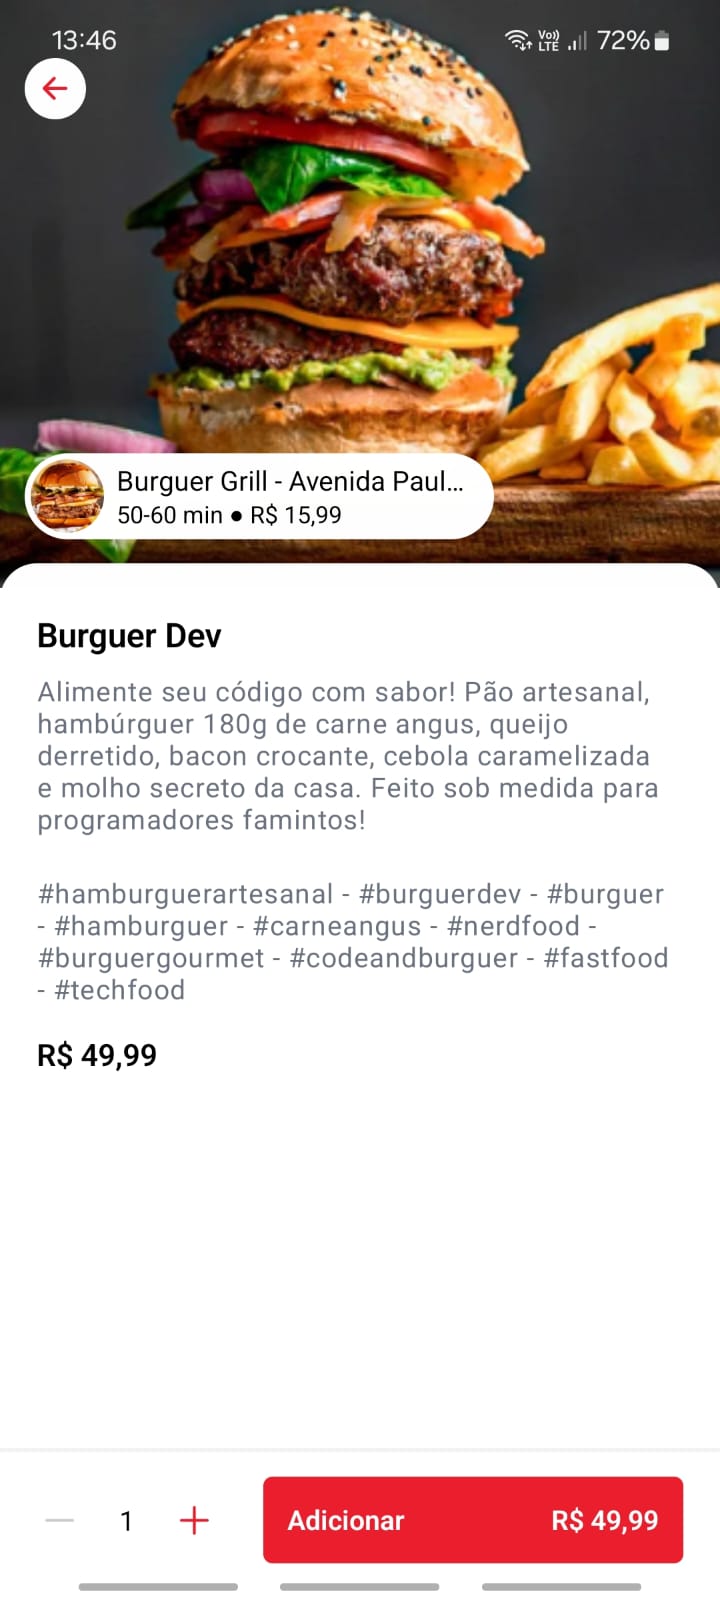 13:46
Vo))
LTE
72%
Burguer Grill - Avenida Paul...
50-60 min ● R$ 15,99
Burguer Dev
Alimente seu código com sabor! Pão artesanal,
hambúrguer 180g de carne angus, queijo
derretido, bacon crocante, cebola caramelizada
e molho secreto da casa. Feito sob medida para
programadores famintos!
#hamburguerartesanal - #burguerdev - #burguer
- #hamburguer - #carneangus - #nerdfood -
#burguergourmet - #codeandburguer - #fastfood
- #techfood
R$ 49,99
1
Adicionar R$ 49,99